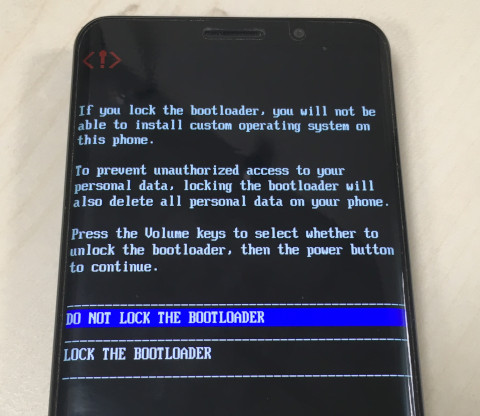 <!>
If you lock the bootloader, you will not be
able to install custom operating system on
this phone.
To prevent unauthorized access to your
personal data, locking the bootloader will
also delete all personal data on your phone.
Press the Volume keys to select whether to
unlock the bootloader, then the power button
to continue.
DO NOT LOCK THE BOOTLOADER
LOCK THE BOOTLOADER